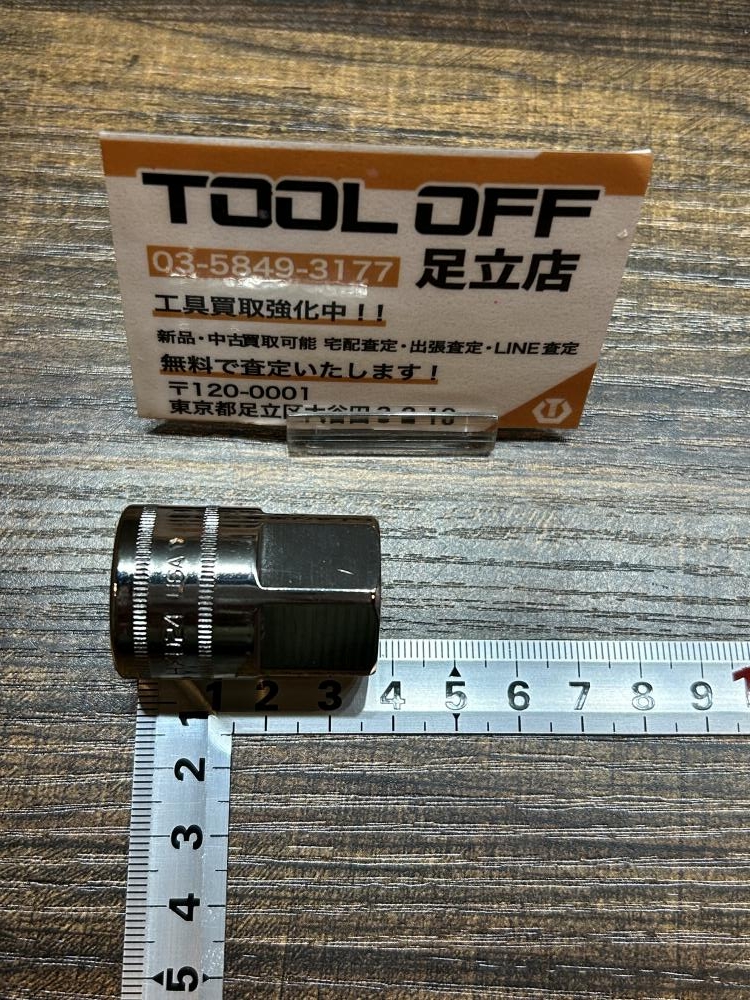 TOOL OFF
03-5849-3177 足立店
工具買取強化中！！
新品・中古買取可能 宅配査定・出張査定・LINE査定
無料で査定いたします！
〒120-0001
東京都足立区大谷田
T
USA
1 2 3 4 5 6 7 8 9
1
2
3
4
5